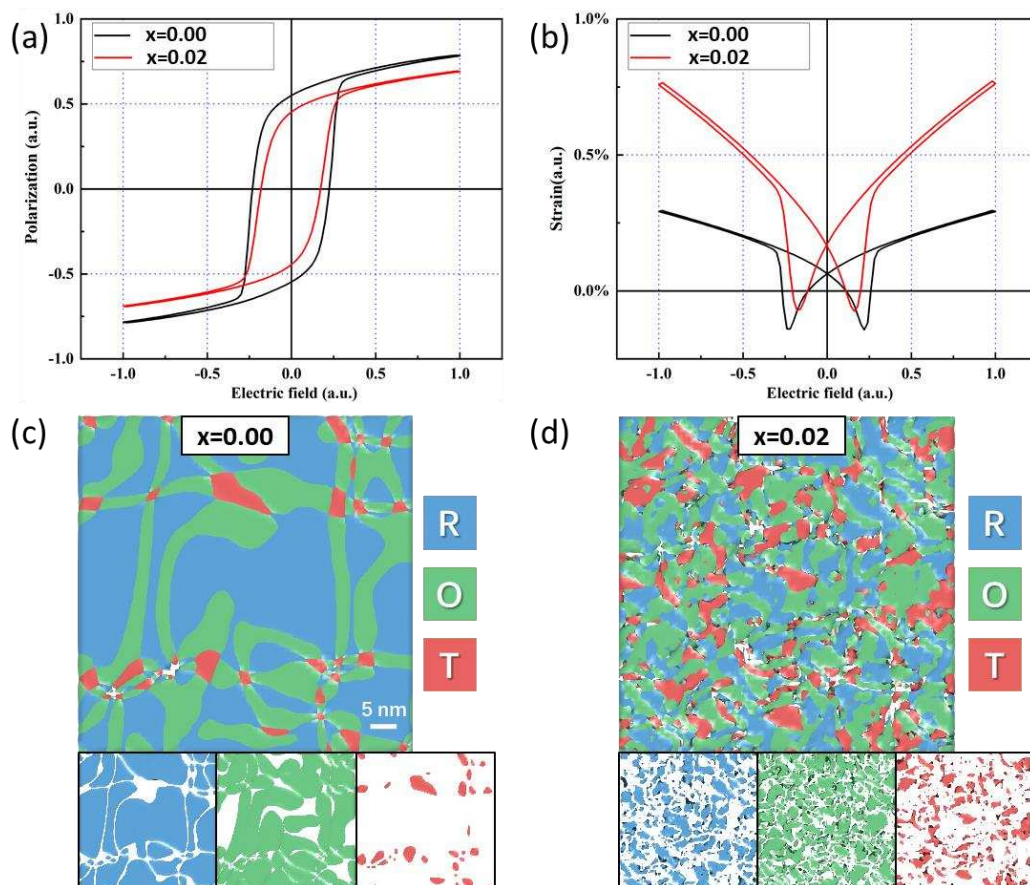 (a)
x=0.00
x=0.02
1.0
0.5
0.0
-0.5
-1.0
Polarization (a.u.)
-1.0 -0.5 0.0 0.5 1.0
Electric field (a.u.)
(b)
x=0.00
x=0.02
0.5%
0.0%
Strain(a.u.)
-1.0 -0.5 0.0 0.5 1.0
Electric field (a.u.)
(c)
x=0.00
R
O
T
5 nm
(d)
x=0.02
R
O
T